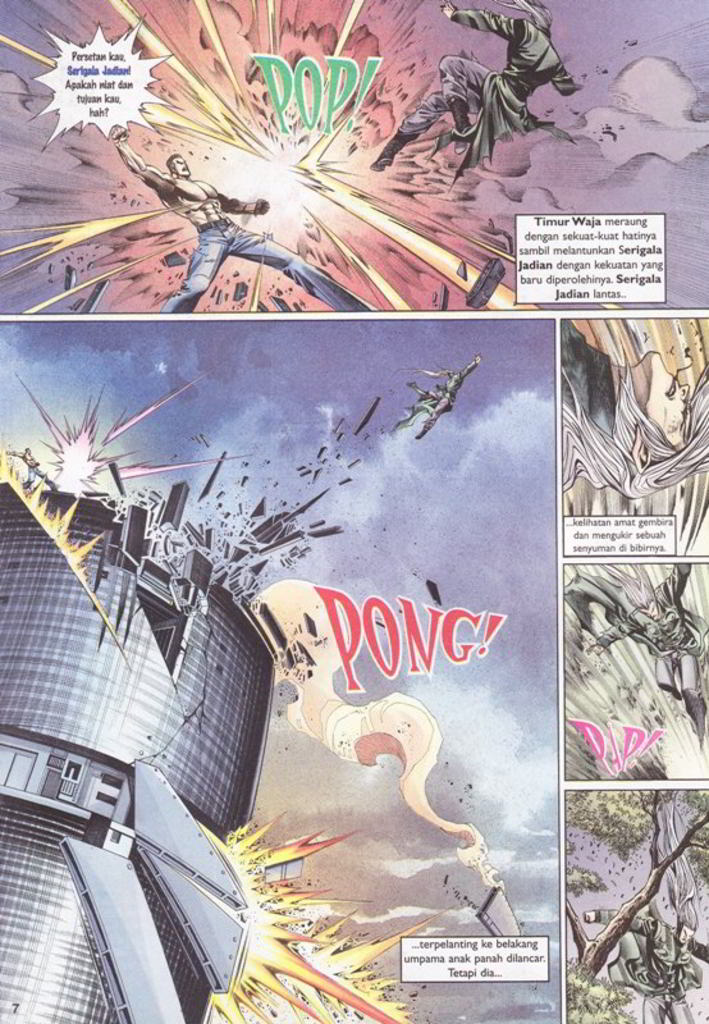 Persetan kau,
Serigala Jadian!
Apakah niat dan
tujuan kau,
hah?
POP!
Timur Waja meraung
dengan sekuat-kuat hatinya
sambil melantunkan Serigala
Jadian dengan kekuatan yang
baru diperolehinya. Serigala
Jadian lantas..
PONG!
...terpelanting ke belakang
umpama anak panah dilancar.
Tetapi dia...
...kelihatan amat gembira
dan mengukir sebuah
senyuman di bibirnya.
PAP!
7